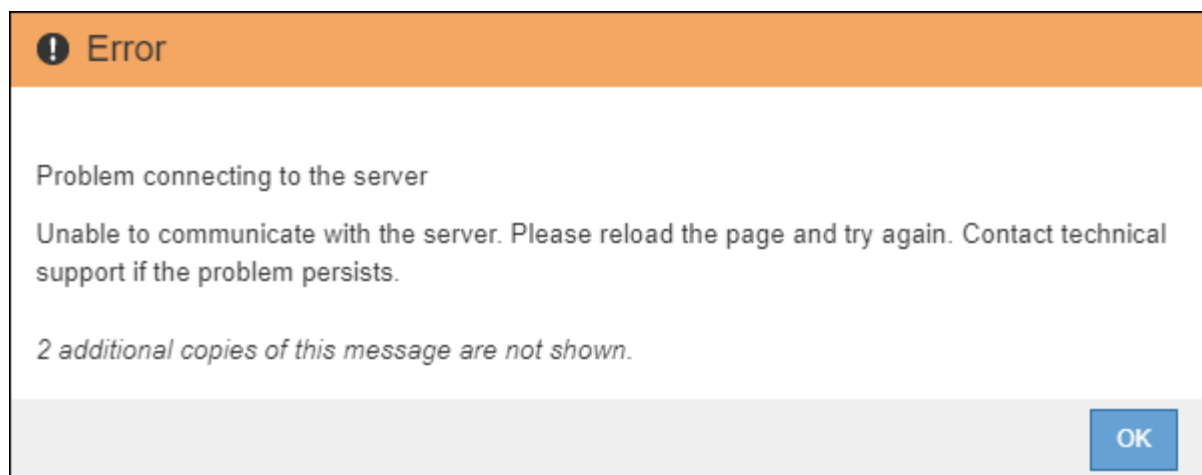 Error
Problem connecting to the server
Unable to communicate with the server. Please reload the page and try again. Contact technical
support if the problem persists.
2 additional copies of this message are not shown.
OK